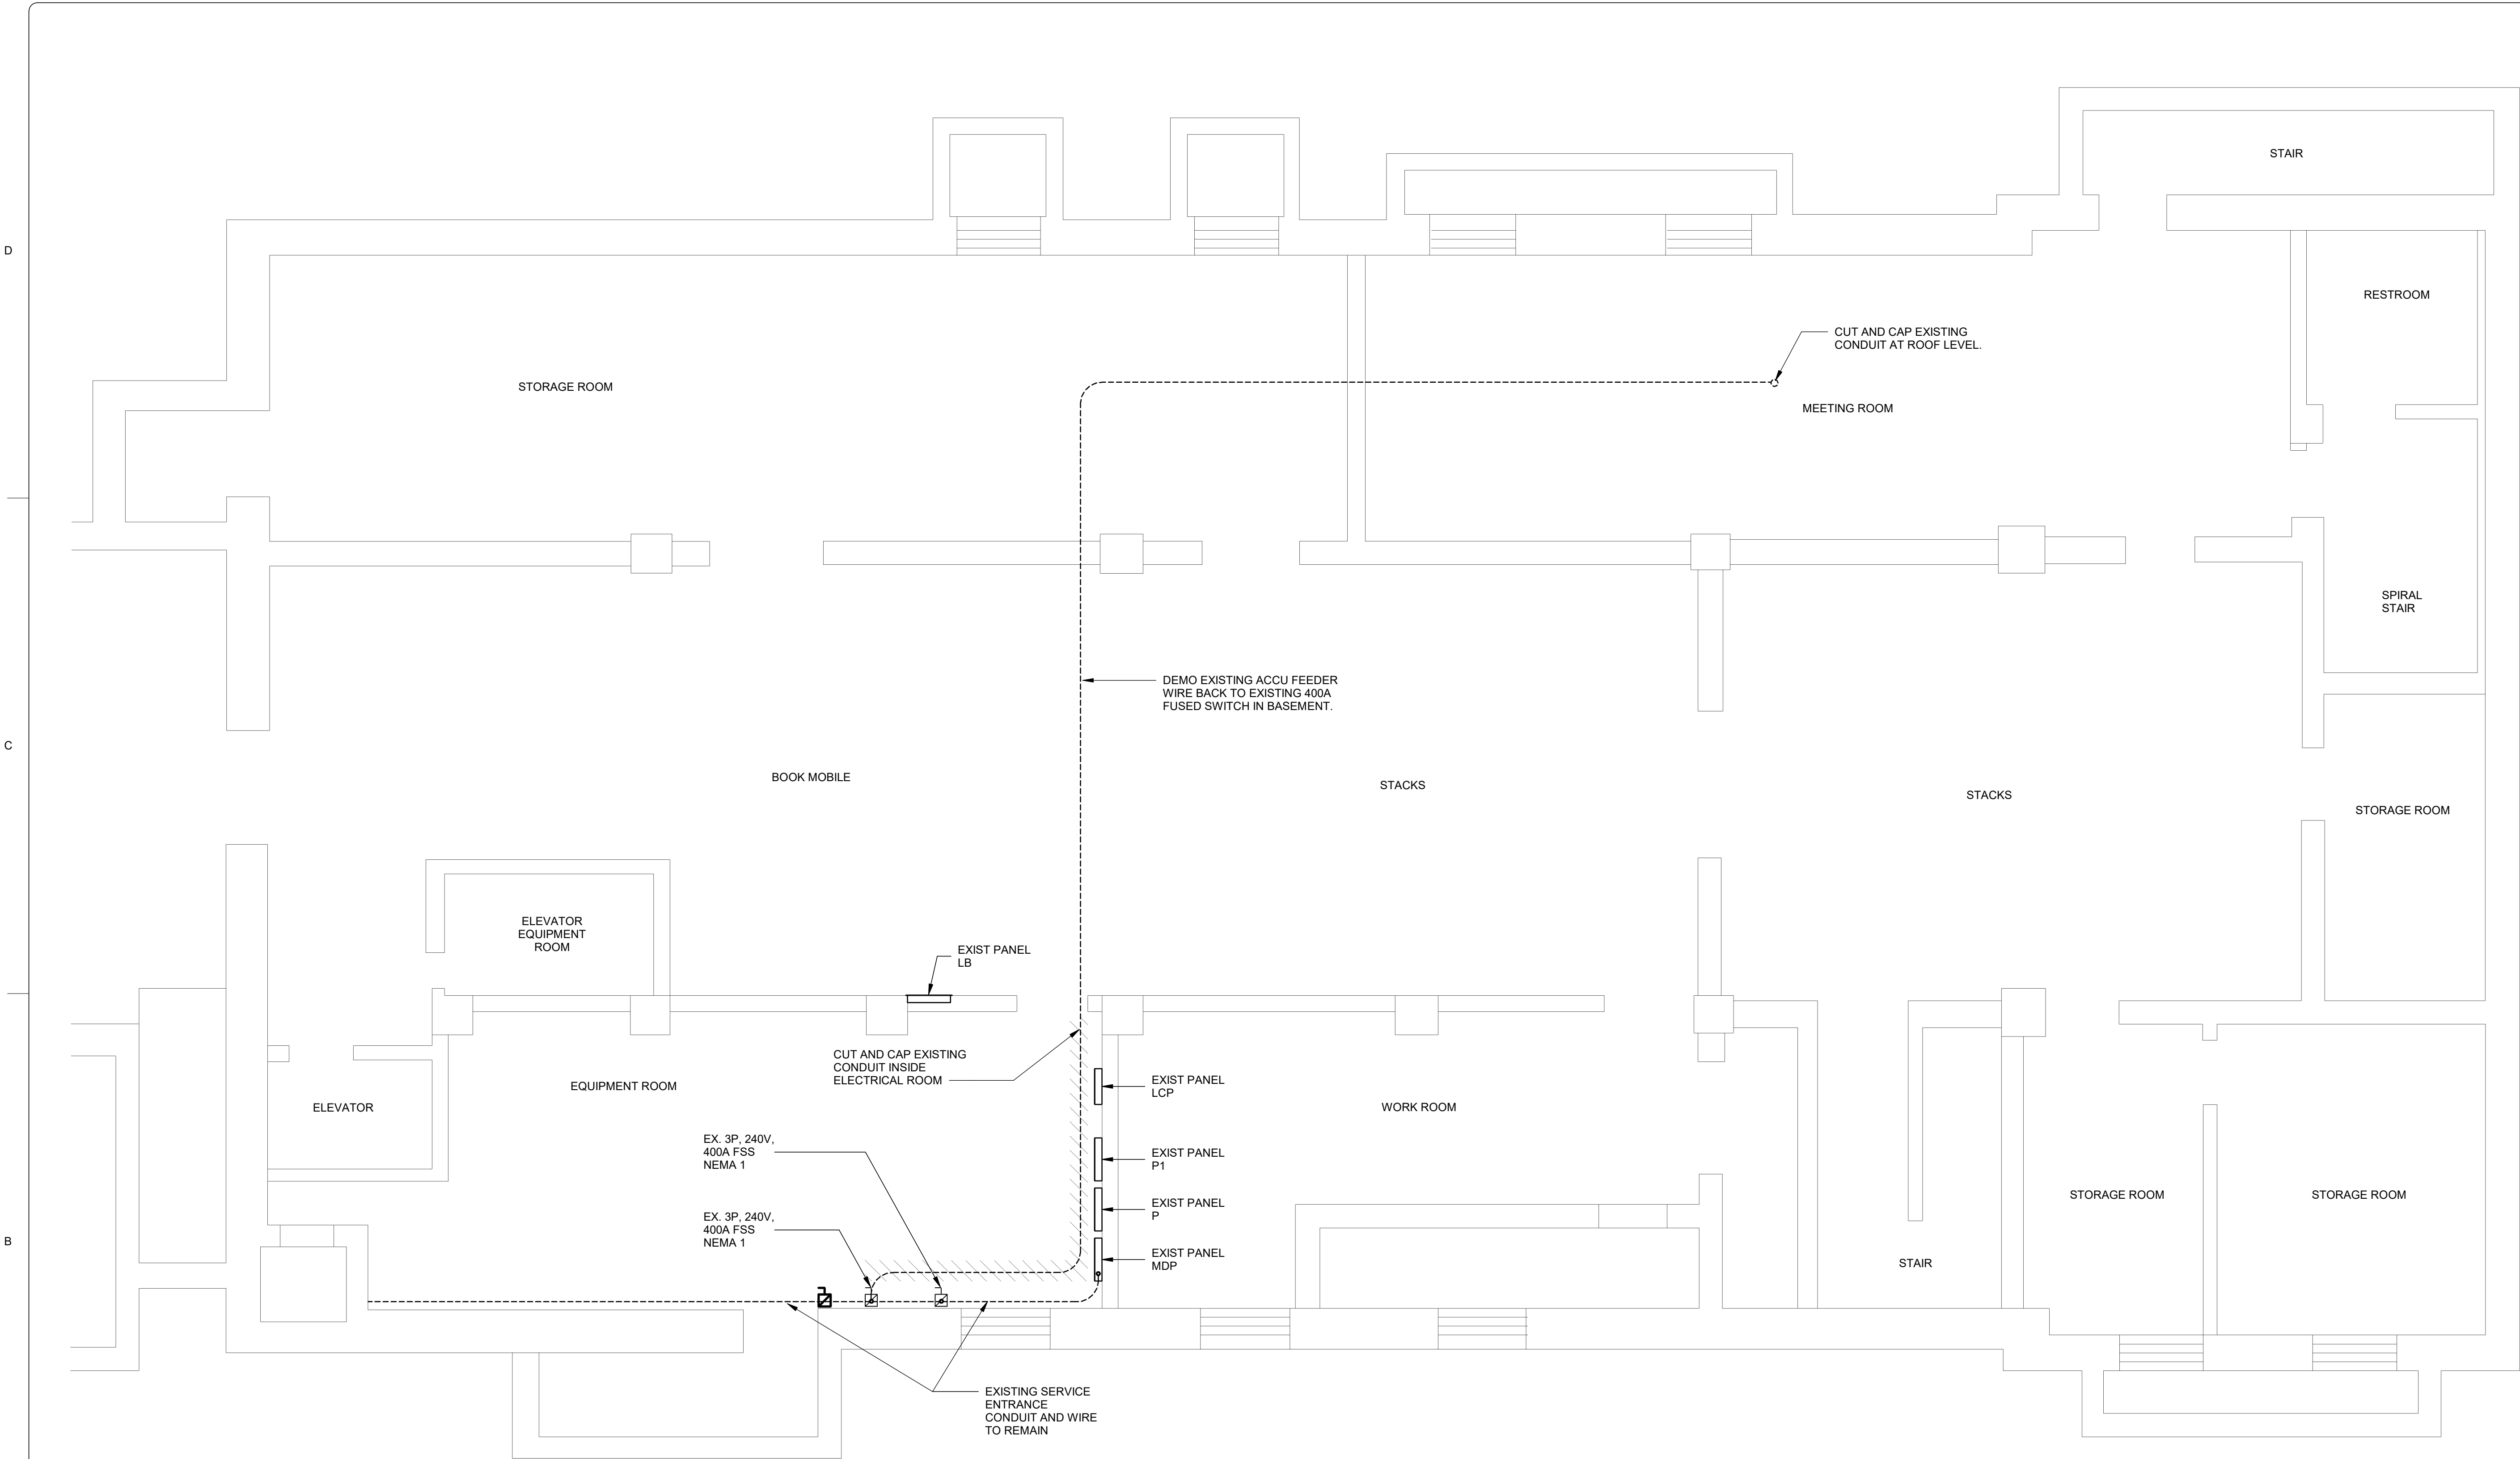 STAIR
D
RESTROOM
CUT AND CAP EXISTING
CONDUIT AT ROOF LEVEL.
STORAGE ROOM
MEETING ROOM
SPIRAL
STAIR
DEMO EXISTING ACCU FEEDER
WIRE BACK TO EXISTING 400A
FUSED SWITCH IN BASEMENT.
C
BOOK MOBILE
STACKS
STACKS
STORAGE ROOM
ELEVATOR
EQUIPMENT
ROOM
EXIST PANEL
LB
CUT AND CAP EXISTING
CONDUIT INSIDE
ELECTRICAL ROOM
EQUIPMENT ROOM
EXIST PANEL
LCP
ELEVATOR
WORK ROOM
EX. 3P, 240V,
400A FSS
NEMA 1
EXIST PANEL
P1
STORAGE ROOM
STORAGE ROOM
EXIST PANEL
P
EX. 3P, 240V,
400A FSS
NEMA 1
B
EXIST PANEL
MDP
STAIR
EXISTING SERVICE
ENTRANCE
CONDUIT AND WIRE
TO REMAIN